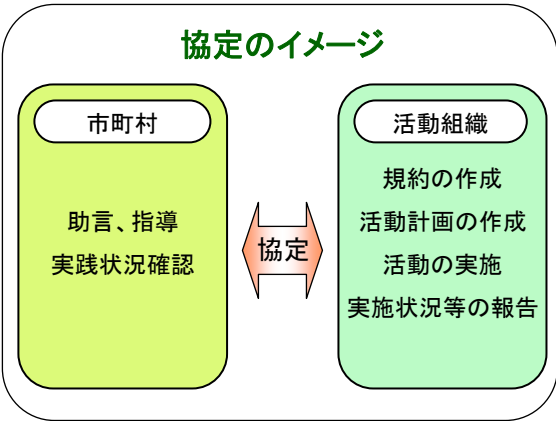 協定のイメージ
市町村
助言、指導
実践状況確認
協定
活動組織
規約の作成
活動計画の作成
活動の実施
実施状況等の報告